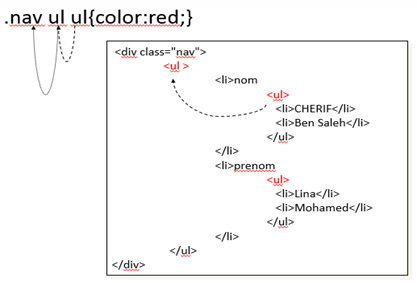 .nav ul ul{color:red;}
<div class="nav">
<ul >
<li>nom
<ul>
<li>CHERIF</li>
<li>Ben Saleh</li>
</ul>
</li>
<li>prenom
<ul>
<li>Lina</li>
<li>Mohamed</li>
</ul>
</li>
</ul>
</div>